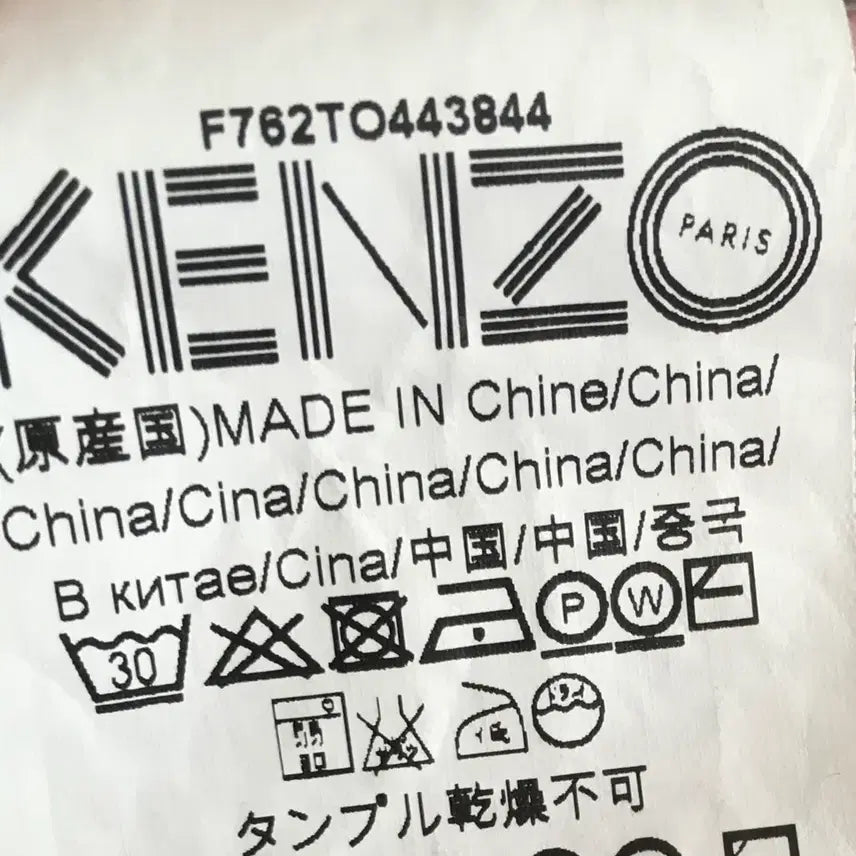 F762TO443844
KENZO PARIS
(原産国)MADE IN Chine/China/
China/Cina/China/China/China/
В китае/Cina/中国/中国/중국
30 P W
タンプル乾燥不可